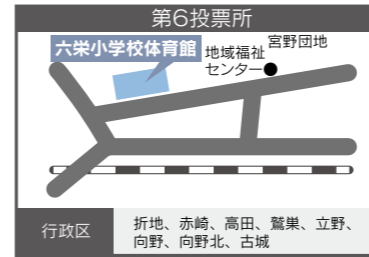 第6投票所
六栄小学校体育館
地域福祉
センター
宮野団地
行政区
折地、赤崎、高田、鷲巣、立野、
向野、向野北、古城